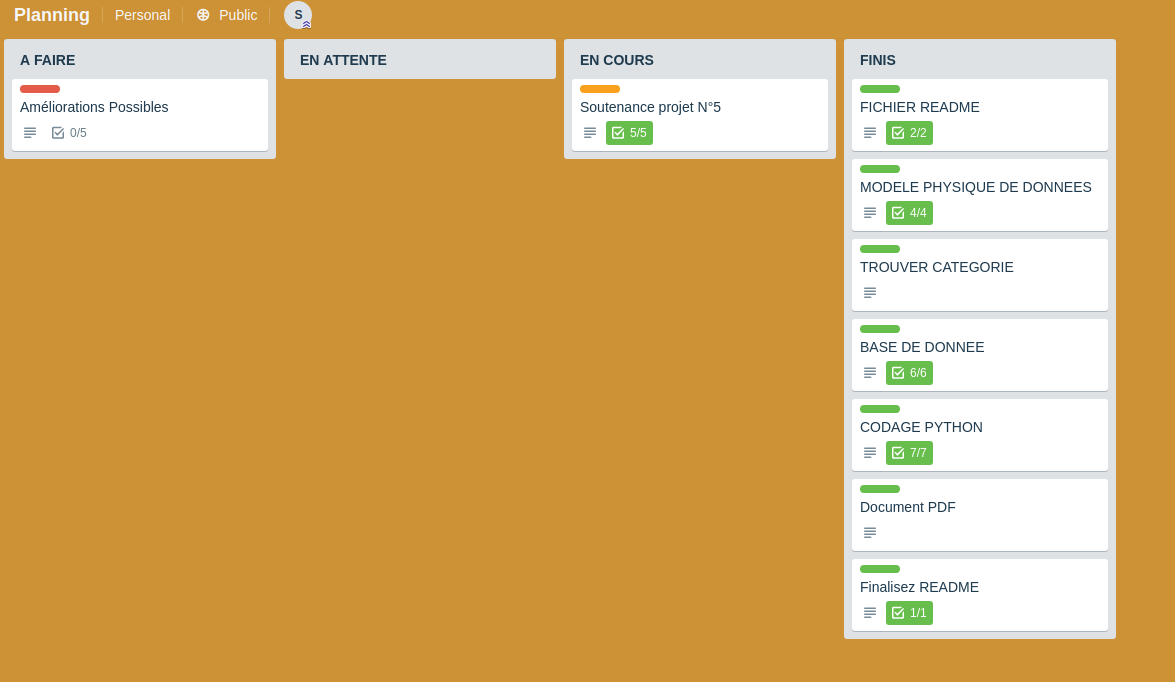 Planning Personal Public S
A FAIRE
Améliorations Possibles
0/5
EN ATTENTE
EN COURS
Soutenance projet N°5
5/5
FINIS
FICHIER README
2/2
MODELE PHYSIQUE DE DONNEES
4/4
TROUVER CATEGORIE
BASE DE DONNEE
6/6
CODAGE PYTHON
7/7
Document PDF
Finalisez README
1/1